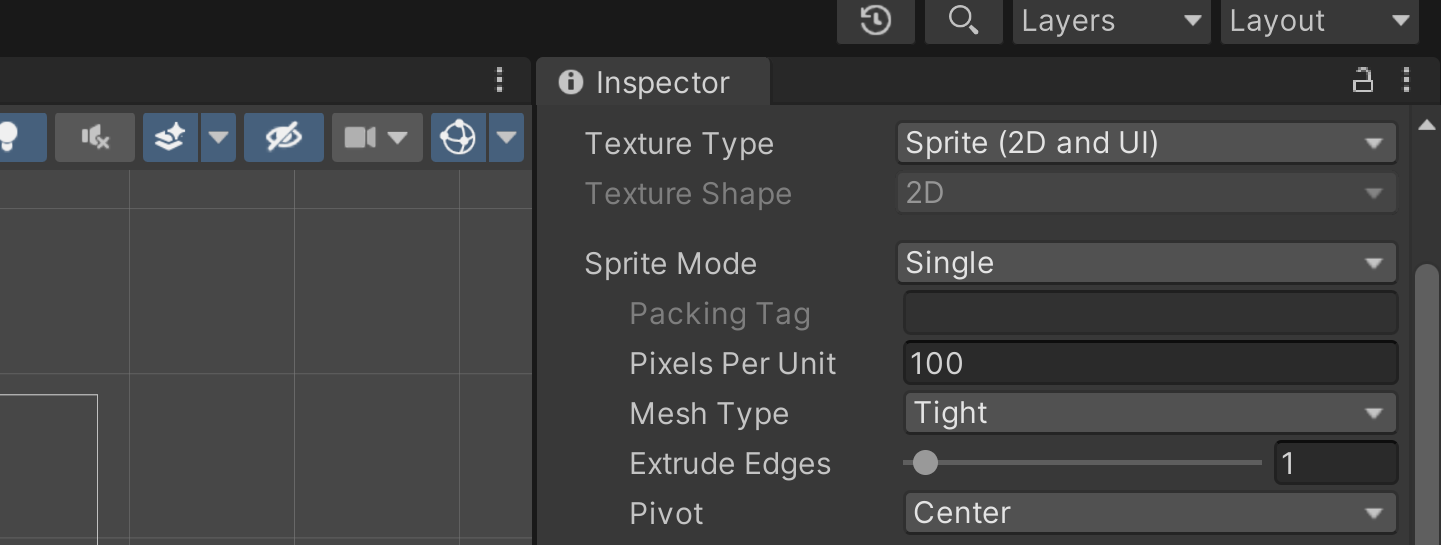 Layers Layout
Inspector
Texture Type Sprite (2D and UI)
Texture Shape 2D
Sprite Mode Single
Packing Tag
Pixels Per Unit 100
Mesh Type Tight
Extrude Edges 1
Pivot Center